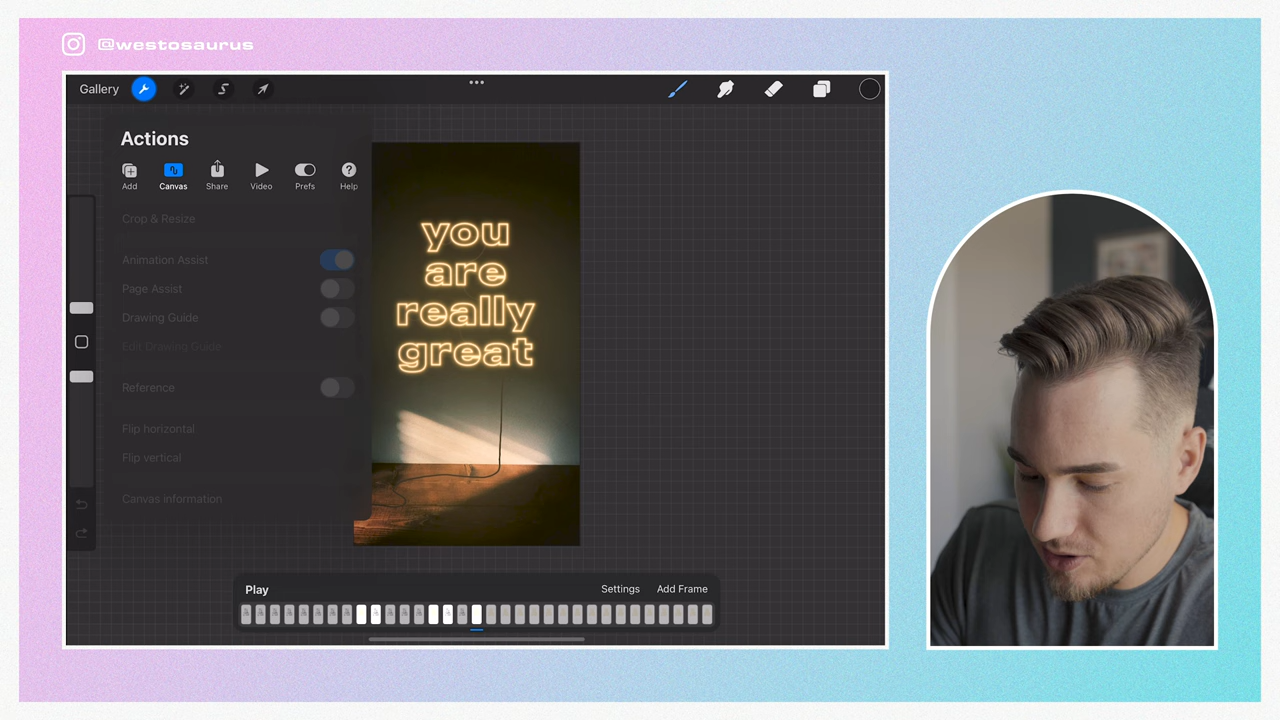 @westosaurus
Gallery
Actions
Add Canvas Share Video Prefs Help
Crop & Resize
Animation Assist
Page Assist
Drawing Guide
Edit Drawing Guide
Reference
Flip horizontal
Flip vertical
Canvas information
you
are
really
great
Play Settings Add Frame